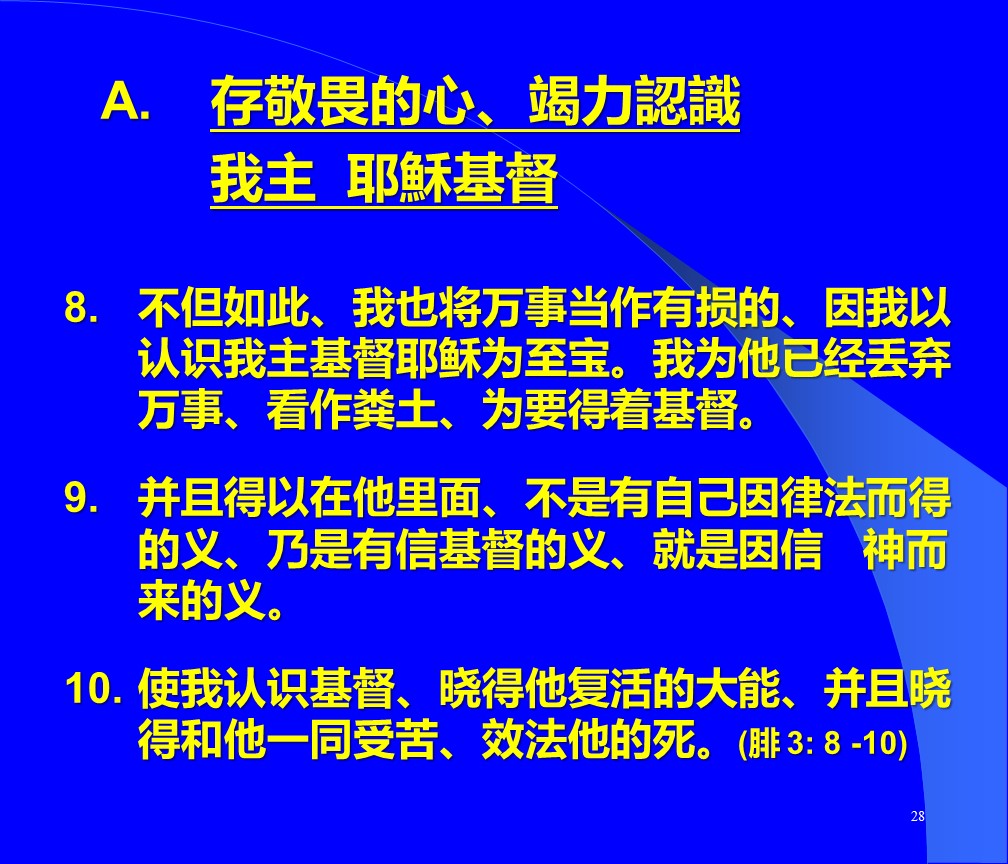 A. 存敬畏的心、竭力認識
我主 耶穌基督
8. 不但如此、我也将万事当作有损的、因我以
认识我主基督耶稣为至宝。我为他已经丢弃
万事、看作粪土、为要得着基督。
9. 并且得以在他里面、不是有自己因律法而得
的义、乃是有信基督的义、就是因信　神而
来的义。
10. 使我认识基督、晓得他复活的大能、并且晓
得和他一同受苦、效法他的死。(腓 3: 8 -10)
28